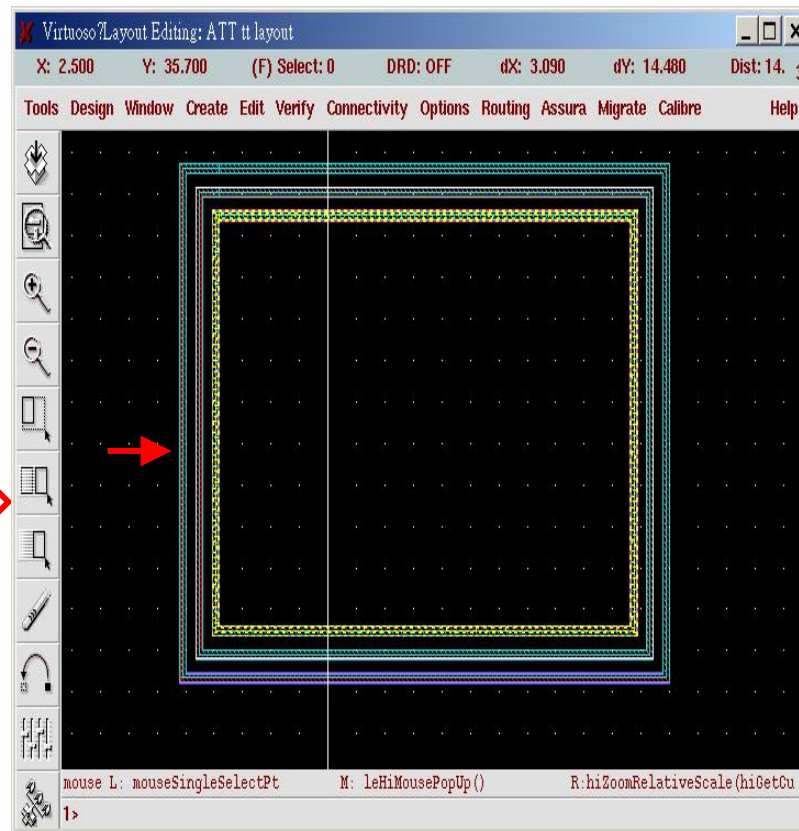 Virtuoso?Layout Editing: ATT tt layout
X: 2.500 Y: 35.700 (F) Select: 0 DRD: OFF dX: 3.090 dY: 14.480 Dist: 14.
Tools Design Window Create Edit Verify Connectivity Options Routing Assura Migrate Calibre Help
mouse L: mouseSingleSelectPt M: leHiMousePopUp() R:hiZoomRelativeScale(hiGetCu
1>